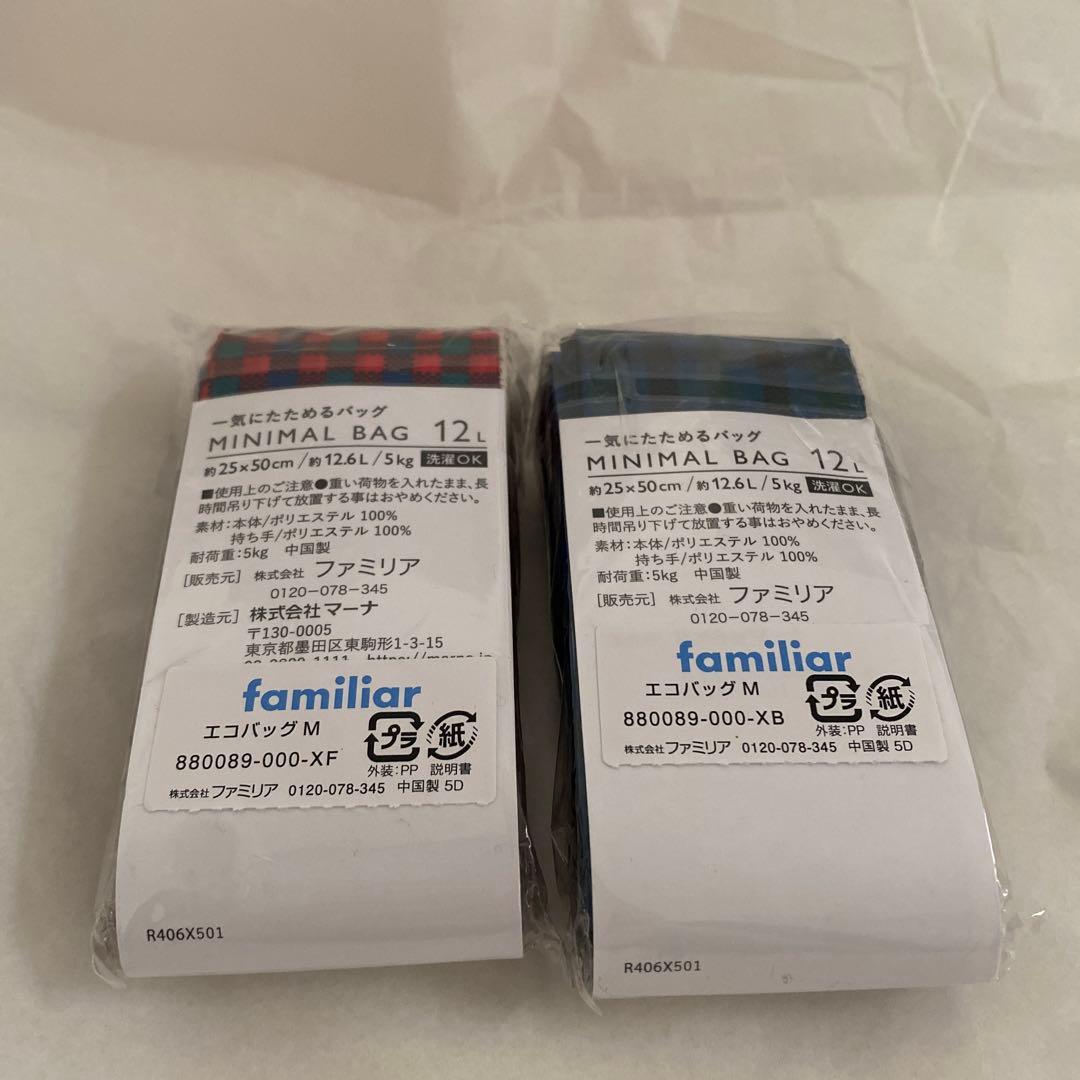 一気にたためるバッグ
MINIMAL BAG 12L
約25×50cm/約12.6L/5kg 洗濯OK
■使用上のご注意●重い荷物を入れたまま、長
時間吊り下げて放置する事はおやめください。
素材:本体/ポリエステル 100%
持ち手/ポリエステル 100%
耐荷重:5kg 中国製
[販売元] 株式会社 ファミリア
0120-078-345
[製造元] 株式会社マーナ
〒130-0005
東京都墨田区東駒形1-3-15
familiar
エコバッグ M
880089-000-XF
プラ 紙
外装:PP 説明書
株式会社 ファミリア 0120-078-345 中国製 5D
R406X501
一気にたためるバッグ
MINIMAL BAG 12L
約25×50cm/約12.6L/5kg 洗濯OK
■使用上のご注意●重い荷物を入れたまま、長
時間吊り下げて放置する事はおやめください。
素材:本体/ポリエステル 100%
持ち手/ポリエステル 100%
耐荷重:5kg 中国製
[販売元] 株式会社 ファミリア
0120-078-345
familiar
エコバッグ M
880089-000-XB
プラ 紙
外装:PP 説明書
株式会社 ファミリア 0120-078-345 中国製 5D
R406X501